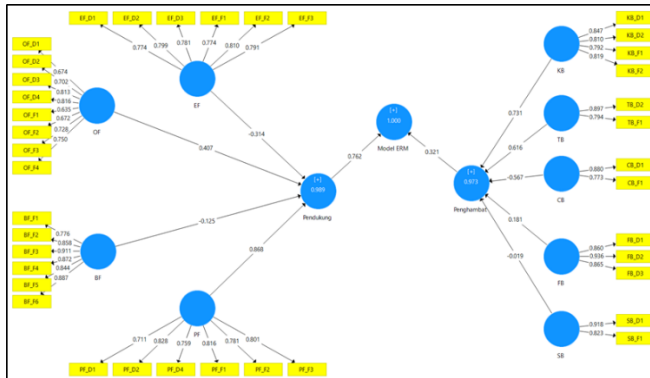 EF_D1
EF_D2
EF_D3
EF_F1
EF_F2
EF_F3
0.774
0.799
0.781
0.774
0.810
0.791
EF
OF_D1
OF_D2
OF_D3
OF_D4
OF_F1
OF_F2
OF_F3
OF_F4
0.674
0.702
0.813
0.816
0.635
0.672
0.728
0.750
OF
BF_F1
BF_F2
BF_F3
BF_F4
BF_F5
BF_F6
0.776
0.858
0.911
0.872
0.844
0.887
BF
PF
0.711
0.828
0.759
0.816
0.781
0.801
PF_D1
PF_D2
PF_D4
PF_F1
PF_F2
PF_F3
-0.314
0.407
-0.125
0.868
[+]
0.989
Pendukung
0.762
[+]
1.000
Model ERM
0.321
[+]
0.973
Penghambat
0.731
0.616
-0.567
0.181
-0.019
KB
0.847
0.810
0.792
0.819
KB_D1
KB_D2
KB_F1
KB_F2
TB
0.897
0.794
TB_D2
TB_F1
CB
0.880
0.773
CB_D1
CB_F1
FB
0.860
0.936
0.865
FB_D1
FB_D2
FB_D3
SB
0.918
0.823
SB_D1
SB_F1